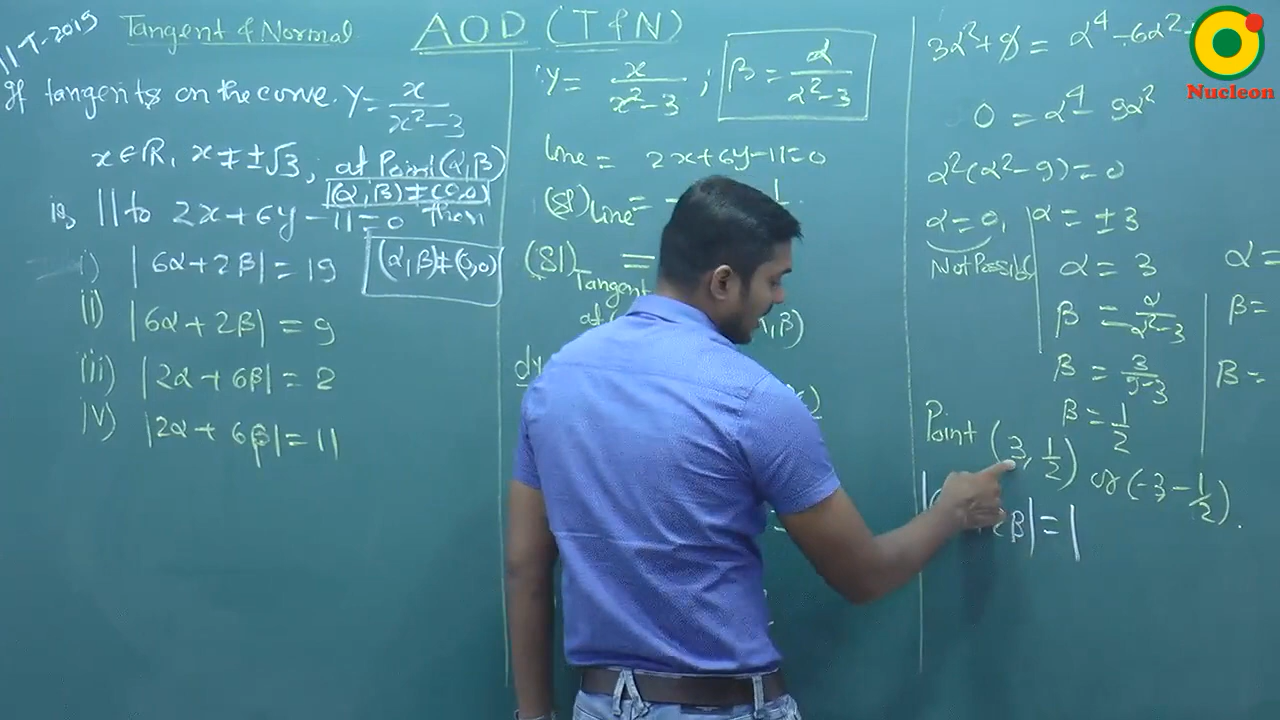 IIT-2019
Tangent & Normal
AOD (T & N)
If tangents on the curve y = x/(x²-3)
x∈R, x ≠ ±√3, at Point (α, β)
(α, β) ≠ (0,0)
is || to 2x+6y-11=0 then
i) |6α+2β| = 19
(α, β) ≠ (0,0)
ii) |6α+2β| = 9
iii) |2α+6β| = 2
iv) |2α+6β| = 11
y = x/(x²-3) ; β = α/(α²-3)
line = 2x+6y-11=0
(Sl)line = -
(Sl)Tangent =
at
β)
3α²+9 = α⁴-6α²+
0 = α⁴-9α²
α²(α²-9)=0
α=0, α = ±3
Not Possible
α = 3
β = α/(α²-3)
β = 3/(9-3)
β = 1/2
α =
β =
β =
Point (3, 1/2) or (-3 -1/2).
2β| = |
Nucleon